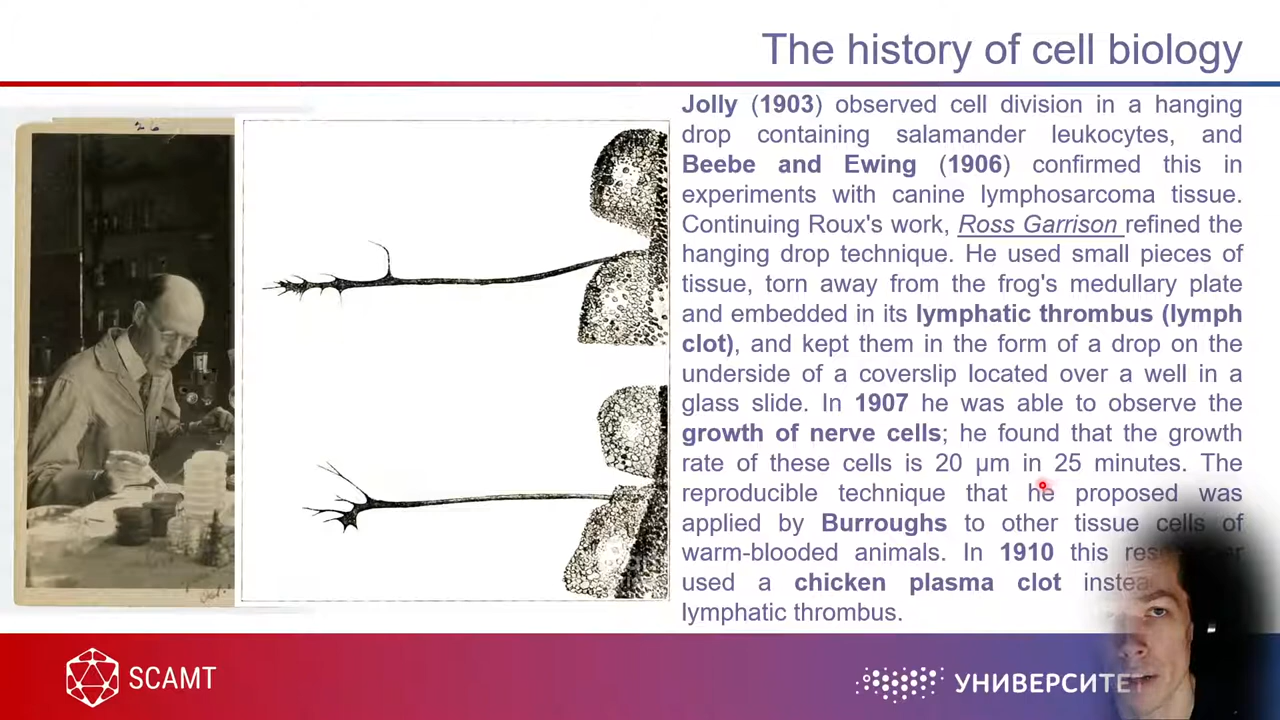 The history of cell biology
Jolly (1903) observed cell division in a hanging
drop containing salamander leukocytes, and
Beebe and Ewing (1906) confirmed this in
experiments with canine lymphosarcoma tissue.
Continuing Roux's work, Ross Garrison refined the
hanging drop technique. He used small pieces of
tissue, torn away from the frog's medullary plate
and embedded in its lymphatic thrombus (lymph
clot), and kept them in the form of a drop on the
underside of a coverslip located over a well in a
glass slide. In 1907 he was able to observe the
growth of nerve cells; he found that the growth
rate of these cells is 20 μm in 25 minutes. The
reproducible technique that he proposed was
applied by Burroughs to other tissue cells of
warm-blooded animals. In 1910 this
used a chicken plasma clot
lymphatic thrombus.
SCAMT